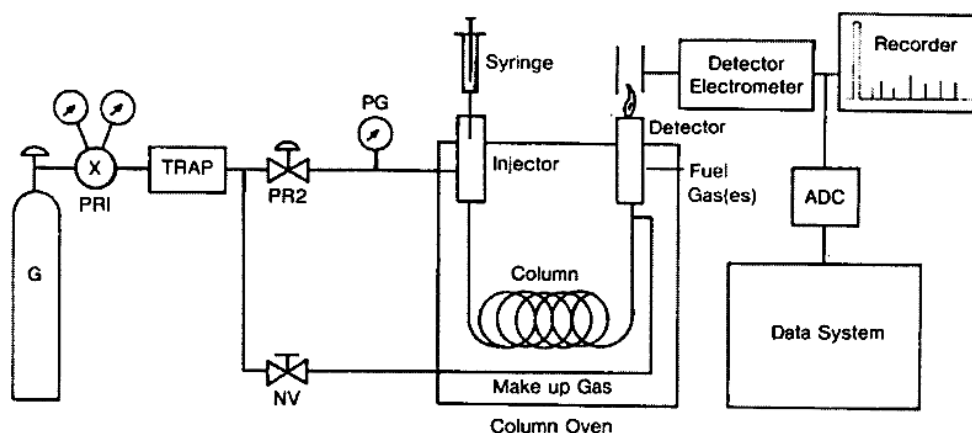 Syringe
PG
Detector
Electrometer
Recorder
X
PRI
TRAP
PR2
Injector
Detector
Fuel
Gas(es)
ADC
G
Column
Data System
NV
Make up Gas
Column Oven